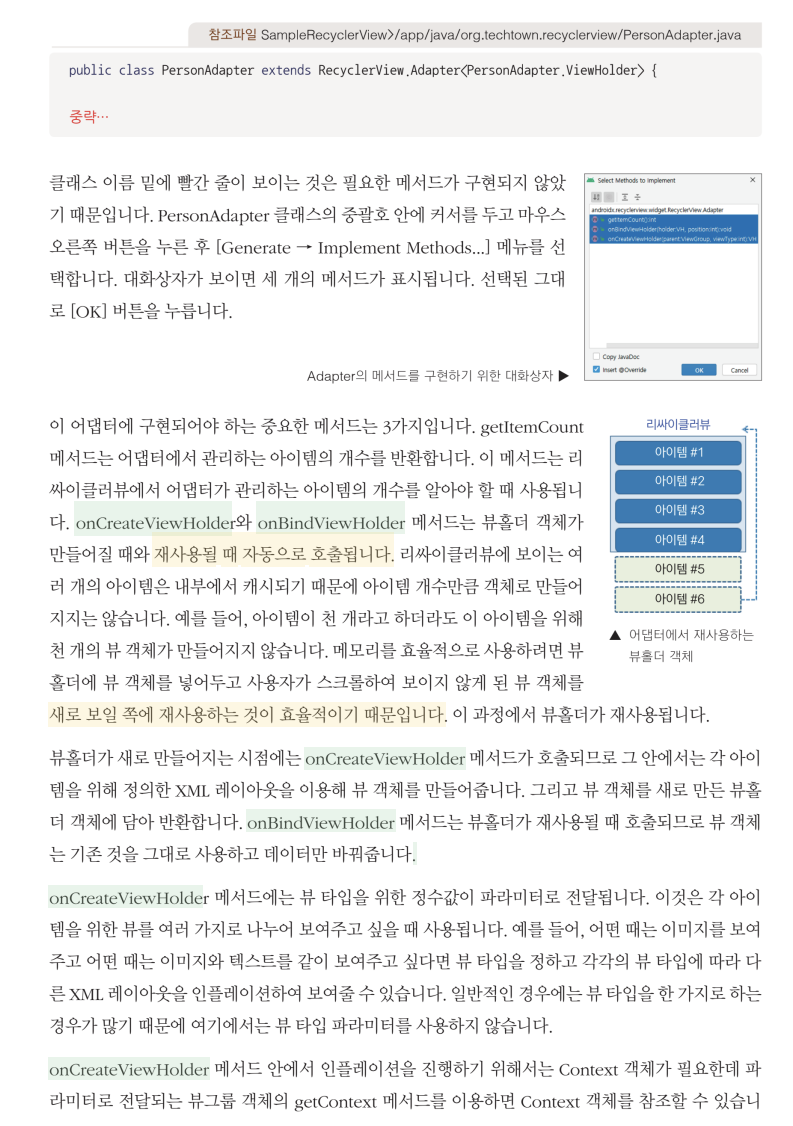 참조파일 SampleRecyclerView>/app/java/org.techtown.recyclerview/PersonAdapter.java
public class PersonAdapter extends RecyclerView.Adapter<PersonAdapter.ViewHolder> {
중략…
클래스 이름 밑에 빨간 줄이 보이는 것은 필요한 메서드가 구현되지 않았
기 때문입니다. PersonAdapter 클래스의 중괄호 안에 커서를 두고 마우스
오른쪽 버튼을 누른 후 [Generate → Implement Methods...] 메뉴를 선
택합니다. 대화상자가 보이면 세 개의 메서드가 표시됩니다. 선택된 그대
로 [OK] 버튼을 누릅니다.
Select Methods to Implement
androidx.recyclerview.widget.RecyclerView.Adapter
getItemCount():int
onBindViewHolder(holder:VH, position:int):void
onCreateViewHolder(parent:ViewGroup, viewType:int):VH
Copy JavaDoc
Insert @Override
OK
Cancel
Adapter의 메서드를 구현하기 위한 대화상자 ▶
이 어댑터에 구현되어야 하는 중요한 메서드는 3가지입니다. getItemCount
메서드는 어댑터에서 관리하는 아이템의 개수를 반환합니다. 이 메서드는 리
싸이클러뷰에서 어댑터가 관리하는 아이템의 개수를 알아야 할 때 사용됩니
다. onCreateViewHolder와 onBindViewHolder 메서드는 뷰홀더 객체가
만들어질 때와 재사용될 때 자동으로 호출됩니다. 리싸이클러뷰에 보이는 여
러 개의 아이템은 내부에서 캐시되기 때문에 아이템 개수만큼 객체로 만들어
지지는 않습니다. 예를 들어, 아이템이 천 개라고 하더라도 이 아이템을 위해
천 개의 뷰 객체가 만들어지지 않습니다. 메모리를 효율적으로 사용하려면 뷰
홀더에 뷰 객체를 넣어두고 사용자가 스크롤하여 보이지 않게 된 뷰 객체를
새로 보일 쪽에 재사용하는 것이 효율적이기 때문입니다. 이 과정에서 뷰홀더가 재사용됩니다.
리싸이클러뷰
아이템 #1
아이템 #2
아이템 #3
아이템 #4
아이템 #5
아이템 #6
▲ 어댑터에서 재사용하는
뷰홀더 객체
뷰홀더가 새로 만들어지는 시점에는 onCreateViewHolder 메서드가 호출되므로 그 안에서는 각 아이
템을 위해 정의한 XML 레이아웃을 이용해 뷰 객체를 만들어줍니다. 그리고 뷰 객체를 새로 만든 뷰홀
더 객체에 담아 반환합니다. onBindViewHolder 메서드는 뷰홀더가 재사용될 때 호출되므로 뷰 객체
는 기존 것을 그대로 사용하고 데이터만 바꿔줍니다.
onCreateViewHolder 메서드에는 뷰 타입을 위한 정수값이 파라미터로 전달됩니다. 이것은 각 아이
템을 위한 뷰를 여러 가지로 나누어 보여주고 싶을 때 사용됩니다. 예를 들어, 어떤 때는 이미지를 보여
주고 어떤 때는 이미지와 텍스트를 같이 보여주고 싶다면 뷰 타입을 정하고 각각의 뷰 타입에 따라 다
른 XML 레이아웃을 인플레이션하여 보여줄 수 있습니다. 일반적인 경우에는 뷰 타입을 한 가지로 하는
경우가 많기 때문에 여기에서는 뷰 타입 파라미터를 사용하지 않습니다.
onCreateViewHolder 메서드 안에서 인플레이션을 진행하기 위해서는 Context 객체가 필요한데 파
라미터로 전달되는 뷰그룹 객체의 getContext 메서드를 이용하면 Context 객체를 참조할 수 있습니